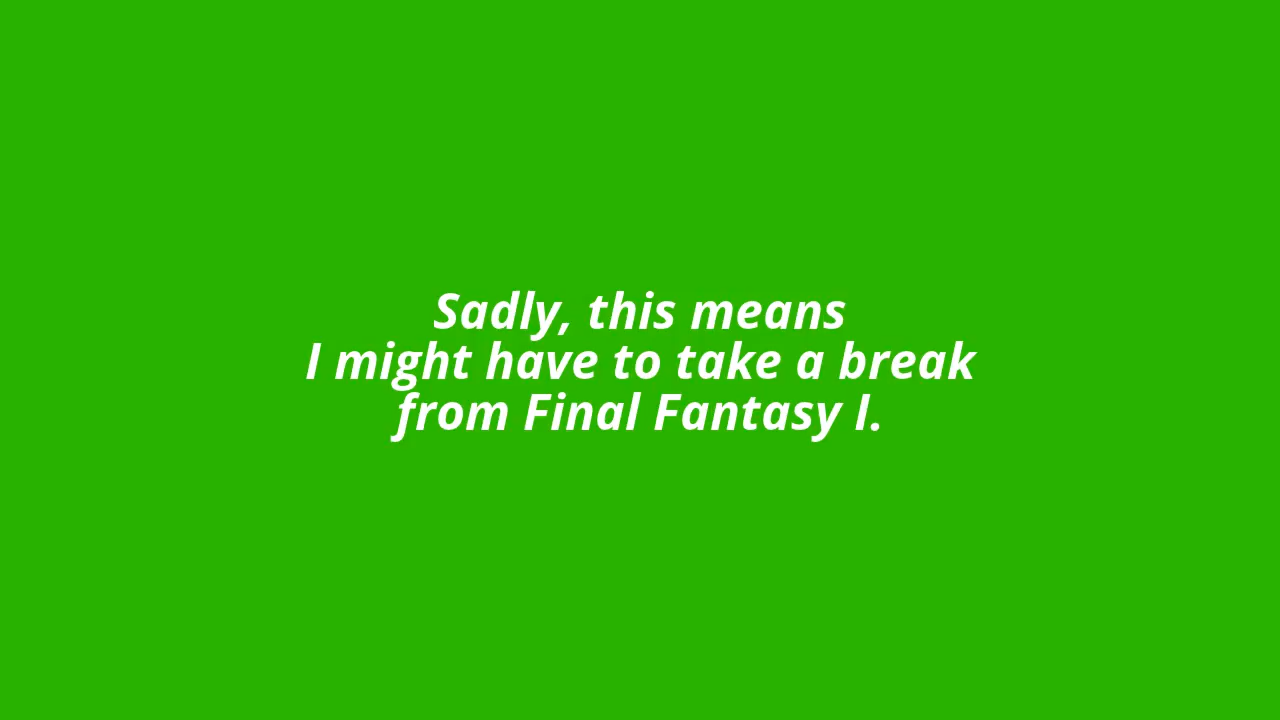 Sadly, this means
I might have to take a break
from Final Fantasy I.